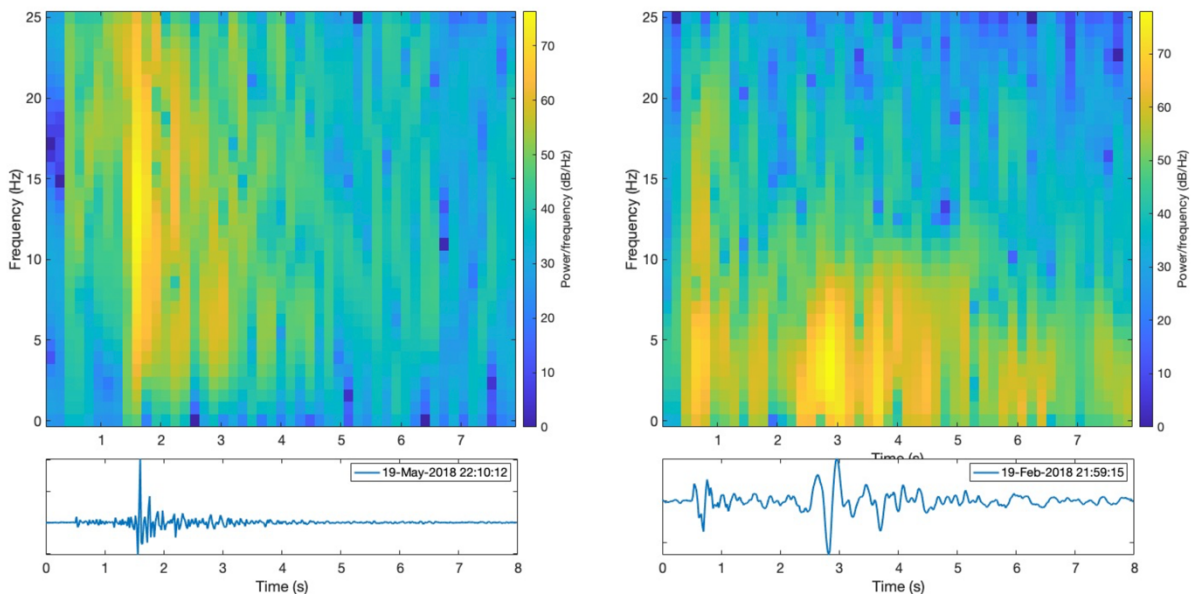 25
20
15
10
5
0
Frequency (Hz)
1 2 3 4 5 6 7
70
60
50
40
30
20
10
0
Power/frequency (dB/Hz)
19-May-2018 22:10:12
0 1 2 3 4 5 6 7 8
Time (s)
25
20
15
10
5
0
Frequency (Hz)
1 2 3 4 5 6 7
Time (s)
70
60
50
40
30
20
10
0
Power/frequency (dB/Hz)
19-Feb-2018 21:59:15
0 1 2 3 4 5 6 7 8
Time (s)